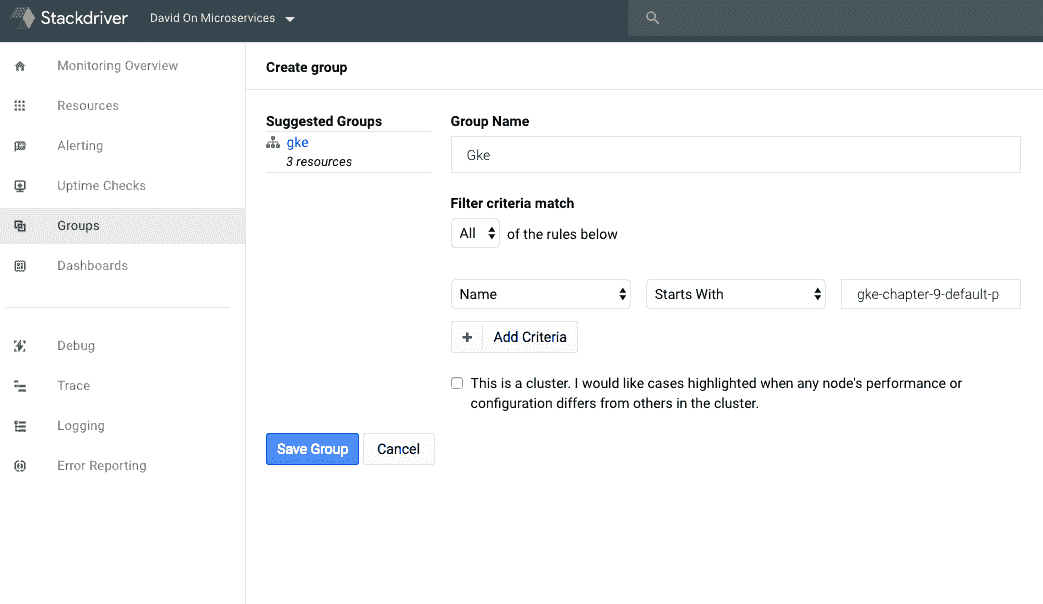 Stackdriver
David On Microservices
Monitoring Overview
Resources
Alerting
Uptime Checks
Groups
Dashboards
Debug
Trace
Logging
Error Reporting
Create group
Suggested Groups
gke
3 resources
Group Name
Gke
Filter criteria match
All of the rules below
Name Starts With gke-chapter-9-default-p
+ Add Criteria
This is a cluster. I would like cases highlighted when any node's performance or
configuration differs from others in the cluster.
Save Group Cancel